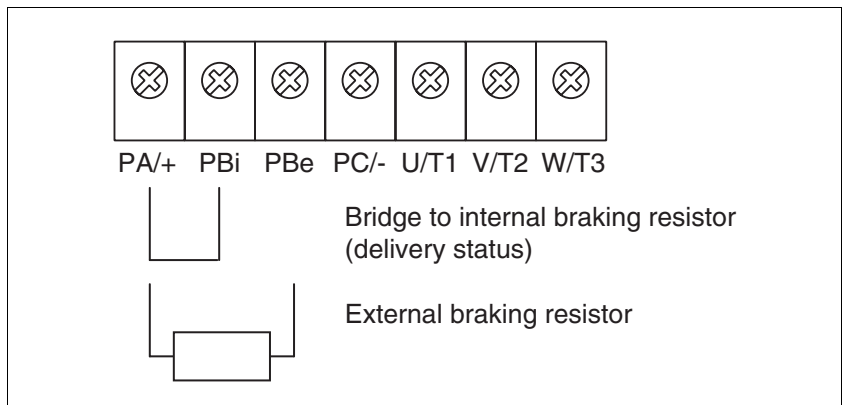 PA/+ PBi PBe PC/- U/T1 V/T2 W/T3
Bridge to internal braking resistor
(delivery status)
External braking resistor